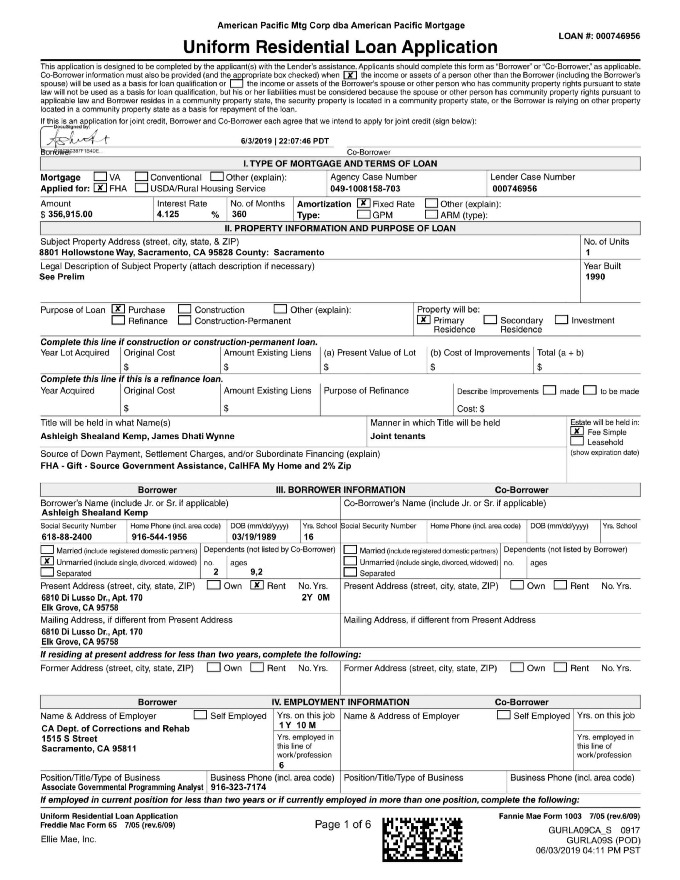 American Pacific Mtg Corp dba American Pacific Mortgage
LOAN #: 000746956
Uniform Residential Loan Application
This application is designed to be completed by the applicant(s) with the Lender's assistance. Applicants should complete this form as "Borrower" or "Co-Borrower," as applicable.
Co-Borrower information must also be provided (and the appropriate box checked) when X the income or assets of a person other than the Borrower (including the Borrower's
spouse) will be used as a basis for loan qualification or the income or assets of the Borrower's spouse or other person who has community property rights pursuant to state
law will not be used as a basis for loan qualification, but his or her liabilities must be considered because the spouse or other person has community property rights pursuant to
applicable law and Borrower resides in a community property state, the security property is located in a community property state, or the Borrower is relying on other property
located in a community property state as a basis for repayment of the loan.
If this is an application for joint credit, Borrower and Co-Borrower each agree that we intend to apply for joint credit (sign below):
DocuSigned by:
6/3/2019 | 22:07:46 PDT
Borrower Co-Borrower
I. TYPE OF MORTGAGE AND TERMS OF LOAN
Mortgage VA Conventional Other (explain): Agency Case Number Lender Case Number
Applied for: X FHA USDA/Rural Housing Service 049-1008158-703 000746956
Amount Interest Rate No. of Months Amortization X Fixed Rate Other (explain):
$ 356,915.00 4.125 % 360 Type: GPM ARM (type):
II. PROPERTY INFORMATION AND PURPOSE OF LOAN
Subject Property Address (street, city, state, & ZIP) No. of Units
8801 Hollowstone Way, Sacramento, CA 95828 County: Sacramento 1
Legal Description of Subject Property (attach description if necessary) Year Built
See Prelim 1990
Purpose of Loan X Purchase Construction Other (explain): Property will be:
Refinance Construction-Permanent X Primary Residence Secondary Residence Investment
Complete this line if construction or construction-permanent loan.
Year Lot Acquired Original Cost Amount Existing Liens (a) Present Value of Lot (b) Cost of Improvements Total (a + b)
$ $ $ $ $
Complete this line if this is a refinance loan.
Year Acquired Original Cost Amount Existing Liens Purpose of Refinance Describe Improvements made to be made
$ $ Cost: $
Title will be held in what Name(s) Manner in which Title will be held Estate will be held in:
Ashleigh Shealand Kemp, James Dhati Wynne Joint tenants X Fee Simple
Leasehold
Source of Down Payment, Settlement Charges, and/or Subordinate Financing (explain) (show expiration date)
FHA - Gift - Source Government Assistance, CalHFA My Home and 2% Zip
Borrower III. BORROWER INFORMATION Co-Borrower
Borrower's Name (include Jr. or Sr. if applicable) Co-Borrower's Name (include Jr. or Sr. if applicable)
Ashleigh Shealand Kemp
Social Security Number Home Phone (incl. area code) DOB (mm/dd/yyyy) Yrs. School Social Security Number Home Phone (incl. area code) DOB (mm/dd/yyyy) Yrs. School
618-88-2400 916-544-1956 03/19/1989 16
Married (include registered domestic partners) Dependents (not listed by Co-Borrower) Married (include registered domestic partners) Dependents (not listed by Borrower)
X Unmarried (include single, divorced, widowed) no. ages Unmarried (include single, divorced, widowed) no. ages
Separated 2 9,2 Separated
Present Address (street, city, state, ZIP) Own X Rent No. Yrs. Present Address (street, city, state, ZIP) Own Rent No. Yrs.
6810 Di Lusso Dr., Apt. 170 2Y 0M
Elk Grove, CA 95758
Mailing Address, if different from Present Address Mailing Address, if different from Present Address
6810 Di Lusso Dr., Apt. 170
Elk Grove, CA 95758
If residing at present address for less than two years, complete the following:
Former Address (street, city, state, ZIP) Own Rent No. Yrs. Former Address (street, city, state, ZIP) Own Rent No. Yrs.
Borrower IV. EMPLOYMENT INFORMATION Co-Borrower
Name & Address of Employer Self Employed Yrs. on this job Name & Address of Employer Self Employed Yrs. on this job
CA Dept. of Corrections and Rehab 1 Y 10 M
1515 S Street
Sacramento, CA 95811
Yrs. employed in this line of work/profession Yrs. employed in this line of work/profession
6
Position/Title/Type of Business Business Phone (incl. area code) Position/Title/Type of Business Business Phone (incl. area code)
Associate Governmental Programming Analyst 916-323-7174
If employed in current position for less than two years or if currently employed in more than one position, complete the following:
Uniform Residential Loan Application Fannie Mae Form 1003 7/05 (rev.6/09)
Freddie Mac Form 65 7/05 (rev.6/09)
Page 1 of 6
Ellie Mae, Inc.
GURLA09CA_S 0917
GURLA09S (POD)
06/03/2019 04:11 PM PST